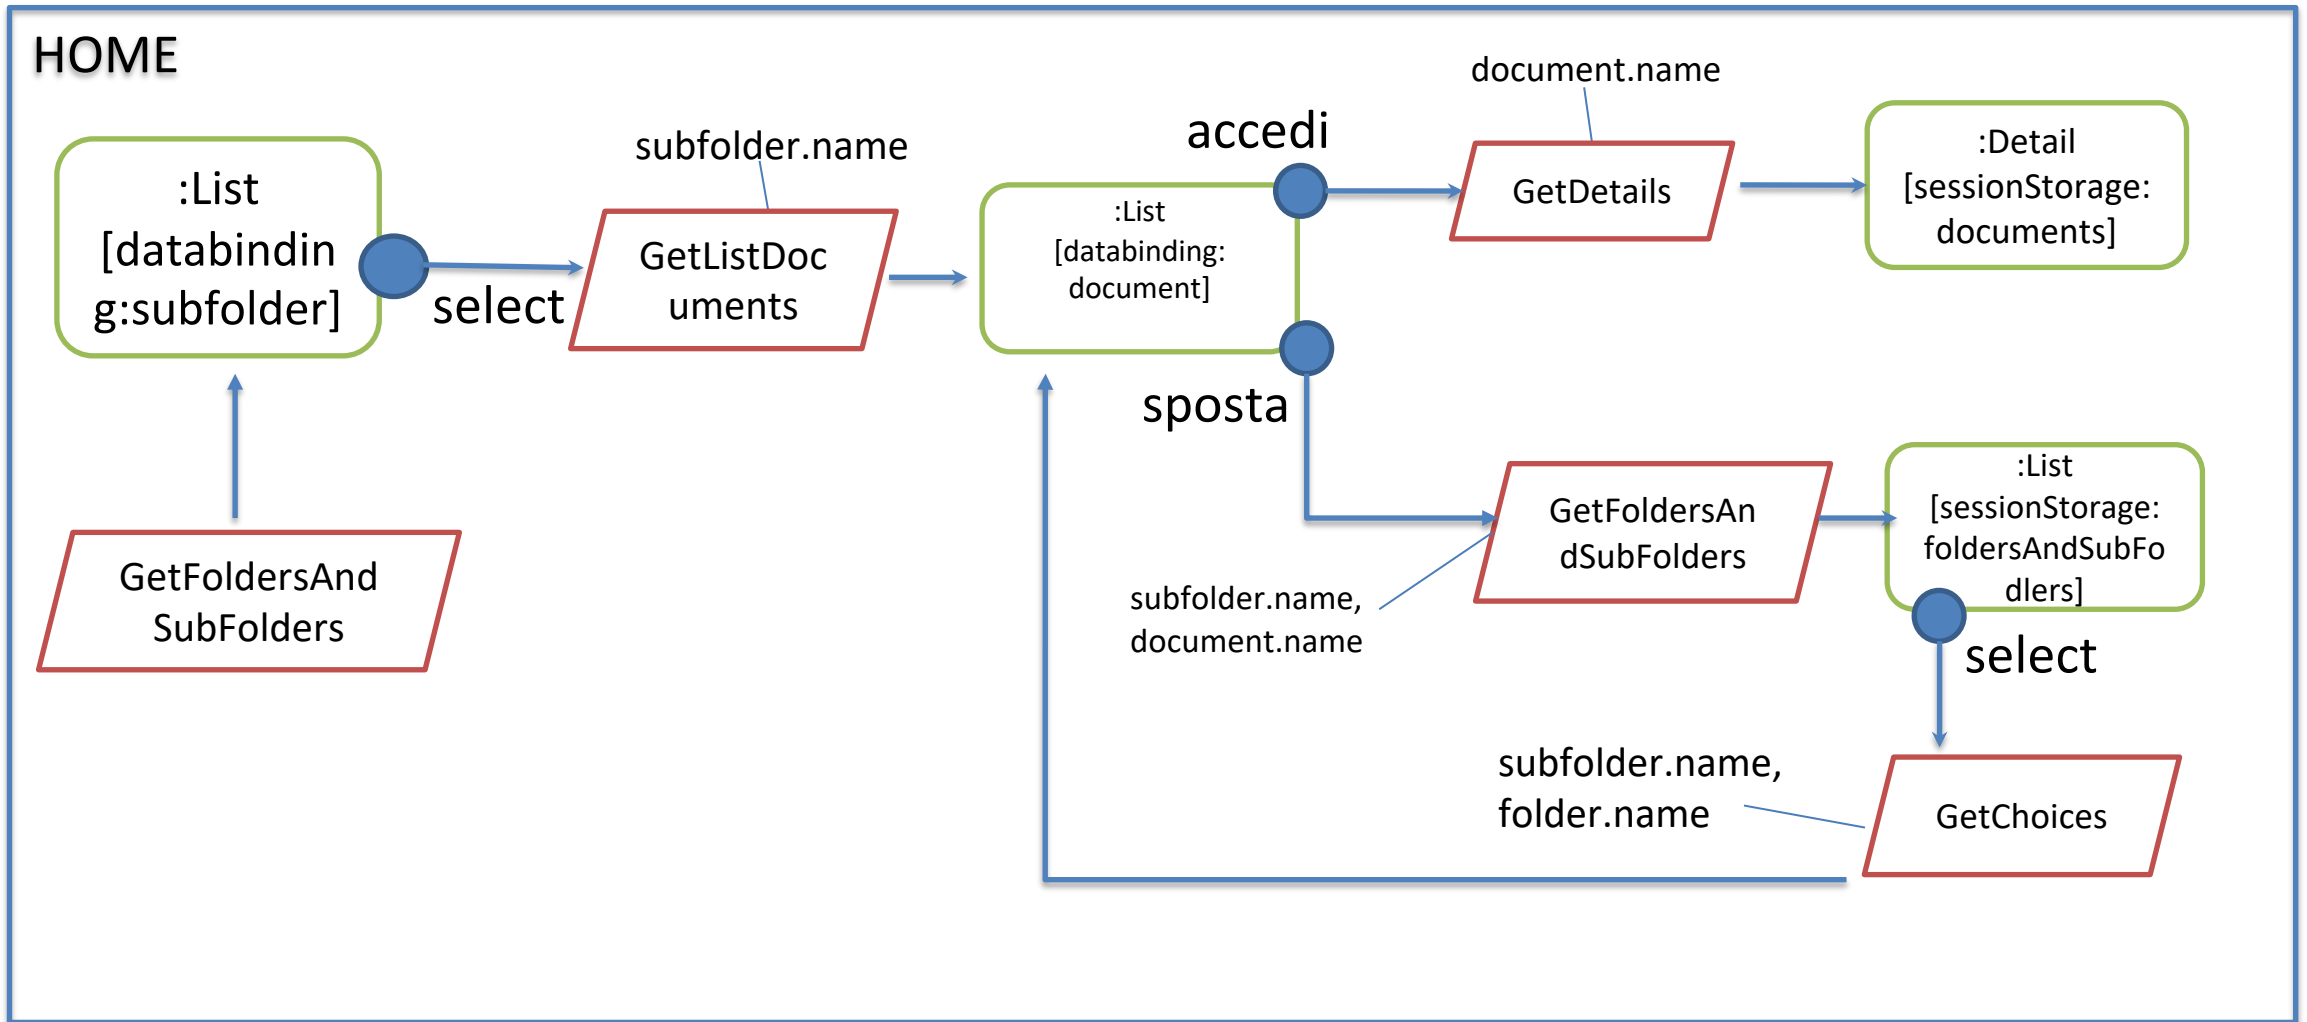 HOME
:List
[databindin
g:subfolder]
select
subfolder.name
GetListDoc
uments
:List
[databinding:
document]
accedi
document.name
GetDetails
:Detail
[sessionStorage:
documents]
sposta
GetFoldersAnd
SubFolders
subfolder.name,
document.name
GetFoldersAn
dSubFolders
:List
[sessionStorage:
foldersAndSubFo
dlers]
select
subfolder.name,
folder.name
GetChoices